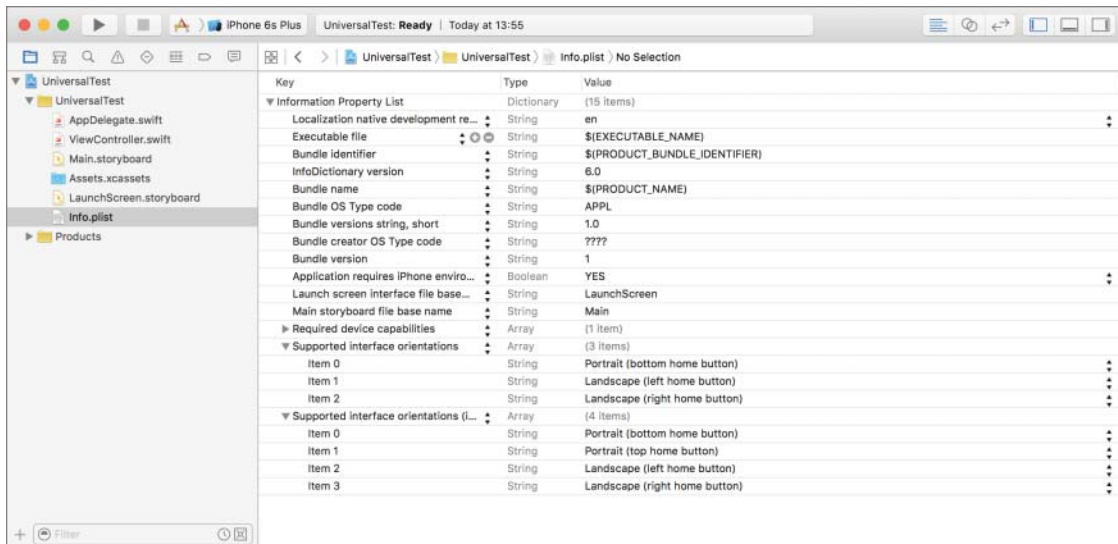 iPhone 6s Plus
UniversalTest: Ready | Today at 13:55
UniversalTest UniversalTest Info.plist No Selection
UniversalTest
UniversalTest
AppDelegate.swift
ViewController.swift
Main.storyboard
Assets.xcassets
LaunchScreen.storyboard
Info.plist
Products
Filter
Key Type Value
Information Property List Dictionary (15 items)
Localization native development re... String en
Executable file String $(EXECUTABLE_NAME)
Bundle identifier String $(PRODUCT_BUNDLE_IDENTIFIER)
InfoDictionary version String 6.0
Bundle name String $(PRODUCT_NAME)
Bundle OS Type code String APPL
Bundle versions string, short String 1.0
Bundle creator OS Type code String ????
Bundle version String 1
Application requires iPhone enviro... Boolean YES
Launch screen interface file base... String LaunchScreen
Main storyboard file base name String Main
Required device capabilities Array (1 item)
Supported interface orientations Array (3 items)
Item 0 String Portrait (bottom home button)
Item 1 String Landscape (left home button)
Item 2 String Landscape (right home button)
Supported interface orientations (i... Array (4 items)
Item 0 String Portrait (bottom home button)
Item 1 String Portrait (top home button)
Item 2 String Landscape (left home button)
Item 3 String Landscape (right home button)